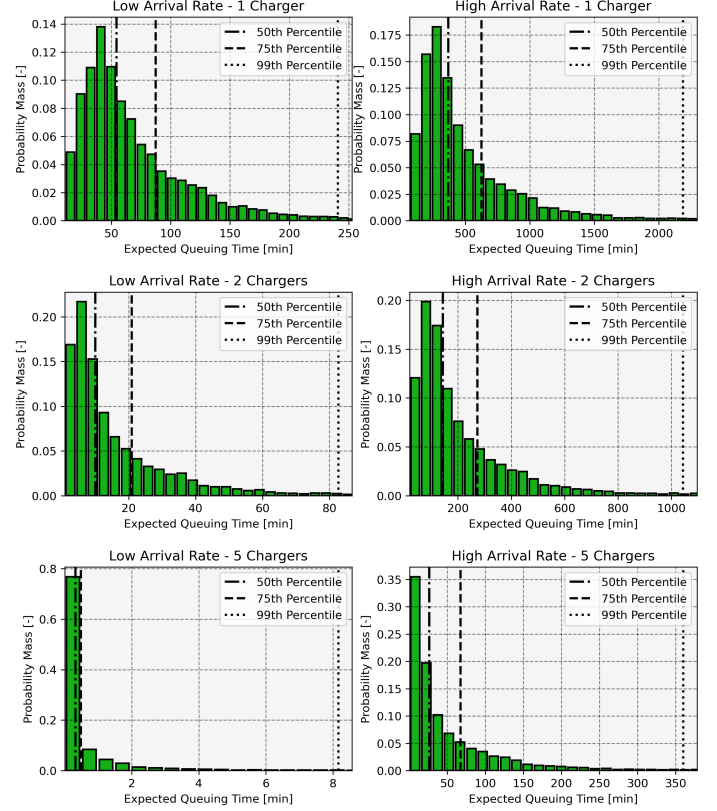 Low Arrival Rate - 1 Charger
0.14
0.12
0.10
0.08
0.06
0.04
0.02
0.00
Probability Mass [-]
50th Percentile
75th Percentile
99th Percentile
50
100
150
200
250
Expected Queuing Time [min]
High Arrival Rate - 1 Charger
0.175
0.150
0.125
0.100
0.075
0.050
0.025
0.000
Probability Mass [-]
50th Percentile
75th Percentile
99th Percentile
500
1000
1500
2000
Expected Queuing Time [min]
Low Arrival Rate - 2 Chargers
0.20
0.15
0.10
0.05
0.00
Probability Mass [-]
50th Percentile
75th Percentile
99th Percentile
20
40
60
80
Expected Queuing Time [min]
High Arrival Rate - 2 Chargers
0.20
0.15
0.10
0.05
0.00
Probability Mass [-]
50th Percentile
75th Percentile
99th Percentile
200
400
600
800
1000
Expected Queuing Time [min]
Low Arrival Rate - 5 Chargers
0.8
0.6
0.4
0.2
0.0
Probability Mass [-]
50th Percentile
75th Percentile
99th Percentile
2
4
6
8
Expected Queuing Time [min]
High Arrival Rate - 5 Chargers
0.35
0.30
0.25
0.20
0.15
0.10
0.05
0.00
Probability Mass [-]
50th Percentile
75th Percentile
99th Percentile
50
100
150
200
250
300
350
Expected Queuing Time [min]